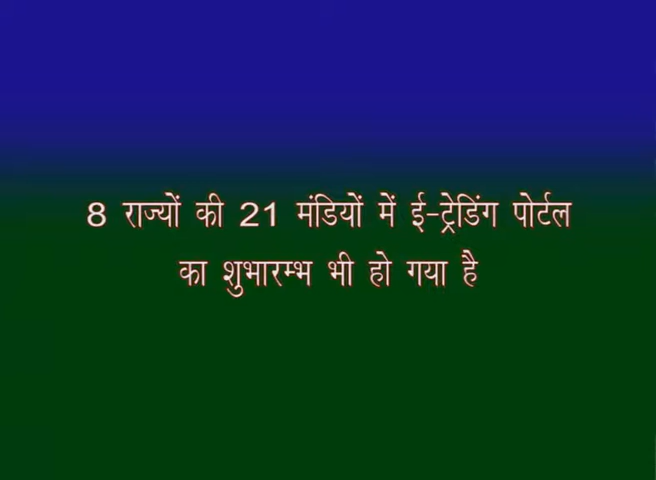 8 राज्यों की 21 मंडियों में ई-ट्रेडिंग पोर्टल
का शुभारम्भ भी हो गया है